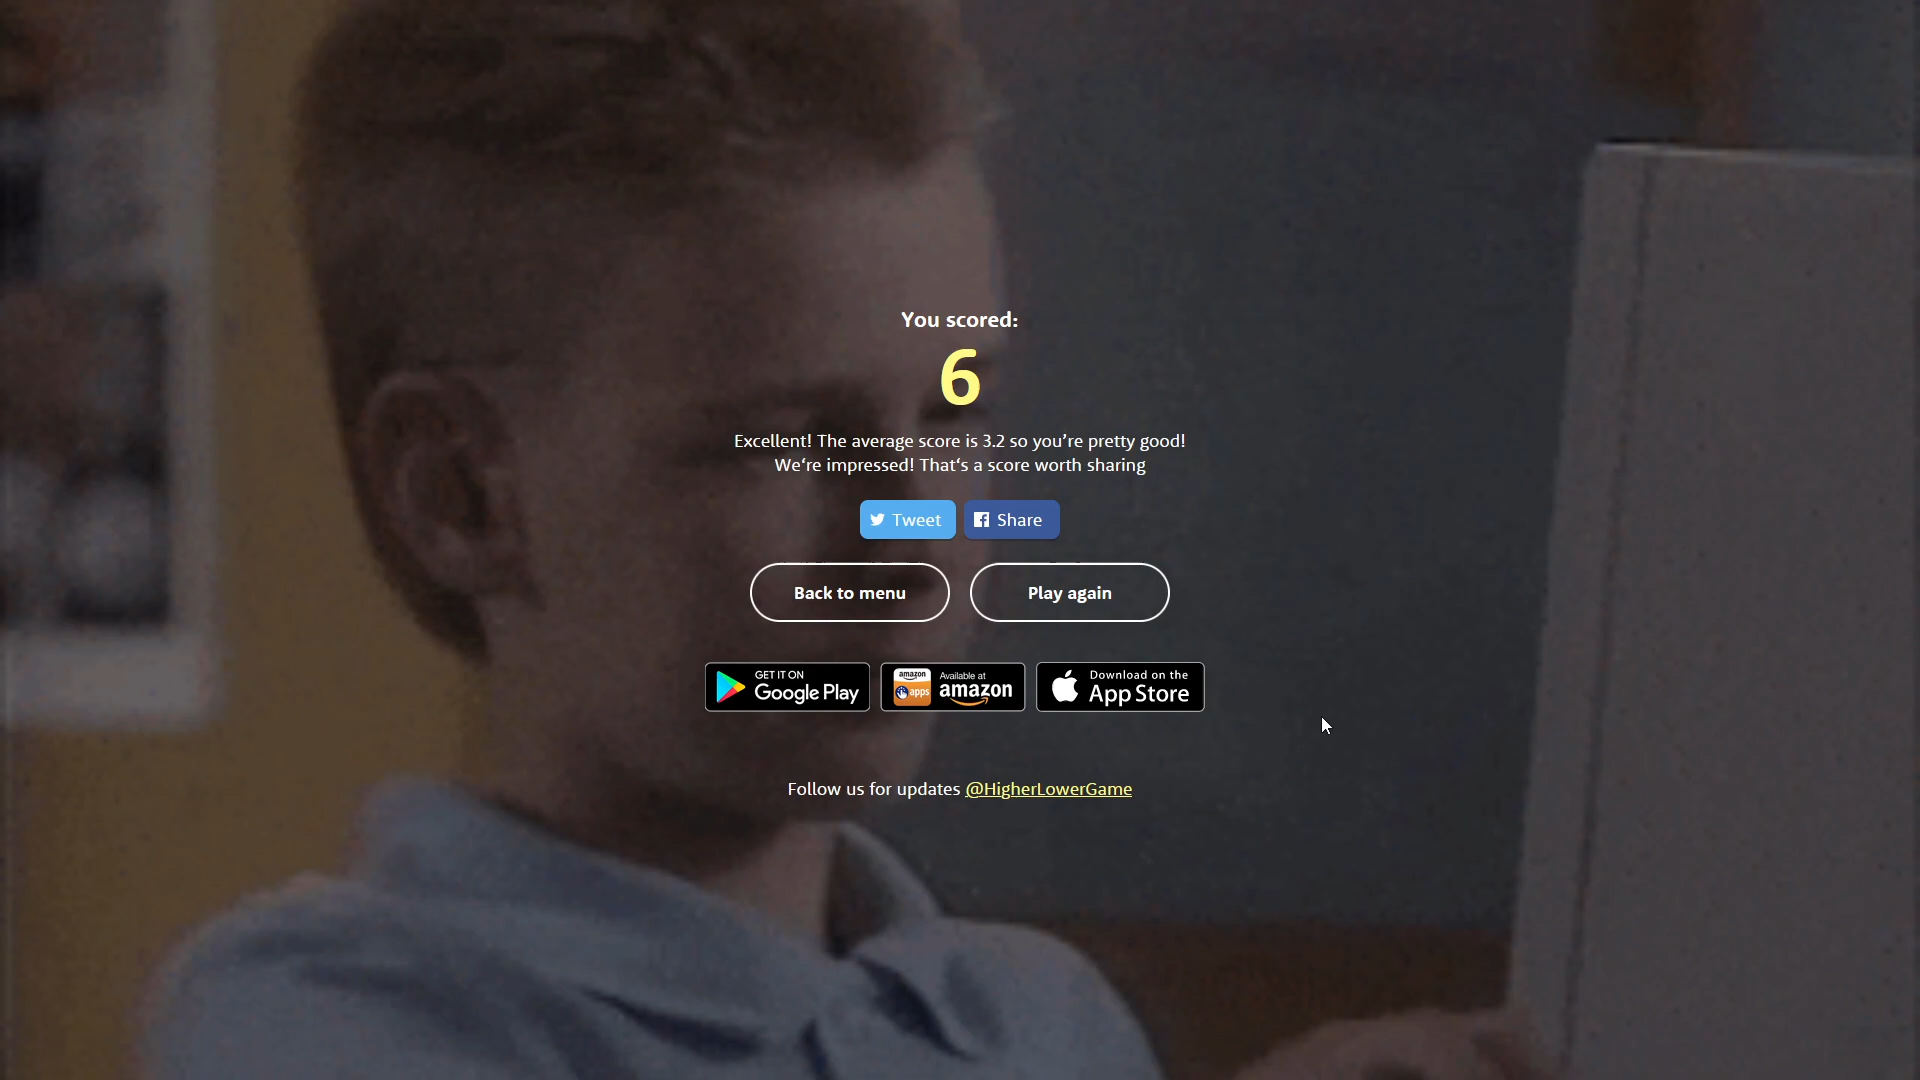 You scored:
6
Excellent! The average score is 3.2 so you’re pretty good!
We‘re impressed! That‘s a score worth sharing
Tweet Share
Back to menu Play again
GET IT ON
Google Play
amazon
apps
Available at
amazon
Download on the
App Store
Follow us for updates @HigherLowerGame